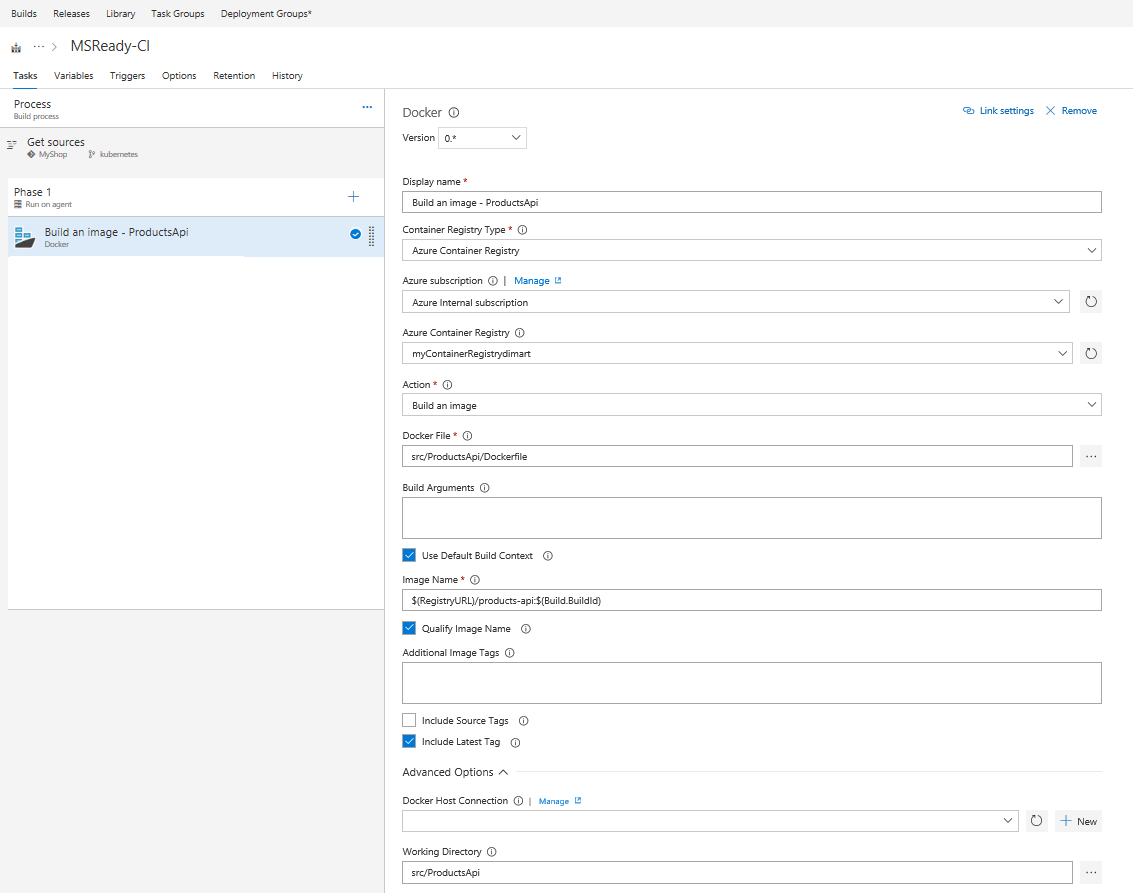 Builds Releases Library Task Groups Deployment Groups*
... > MSReady-CI
Tasks Variables Triggers Options Retention History
Process ...
Build process
Get sources
MyShop kubernetes
Phase 1 +
Run on agent
Build an image - ProductsApi
Docker
Docker Link settings Remove
Version 0.*
Display name *
Build an image - ProductsApi
Container Registry Type *
Azure Container Registry
Azure subscription | Manage
Azure Internal subscription
Azure Container Registry
myContainerRegistrydimart
Action *
Build an image
Docker File *
src/ProductsApi/Dockerfile ...
Build Arguments
Use Default Build Context
Image Name *
$(RegistryURL)/products-api:$(Build.BuildId)
Qualify Image Name
Additional Image Tags
Include Source Tags
Include Latest Tag
Advanced Options
Docker Host Connection | Manage
+ New
Working Directory
src/ProductsApi ...